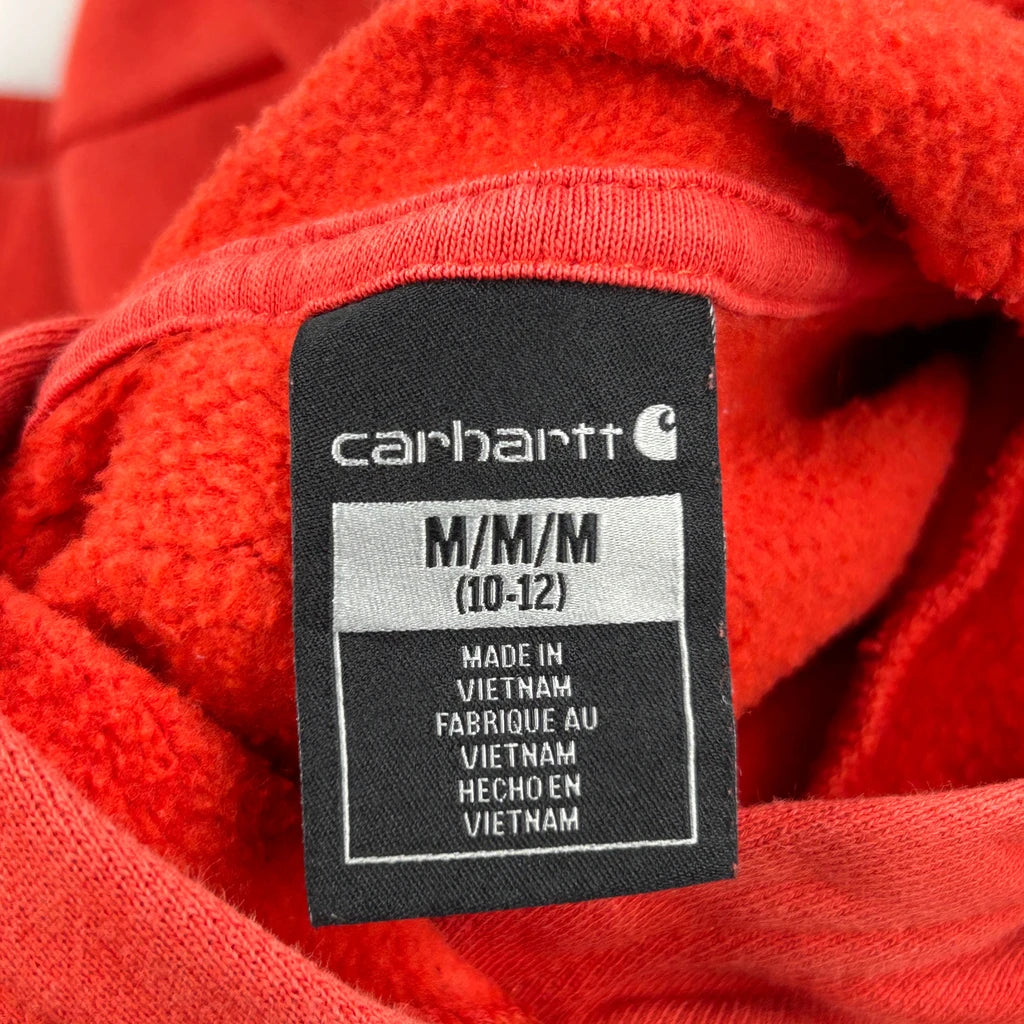 carhartt
M/M/M
(10-12)
MADE IN
VIETNAM
FABRIQUE AU
VIETNAM
HECHO EN
VIETNAM